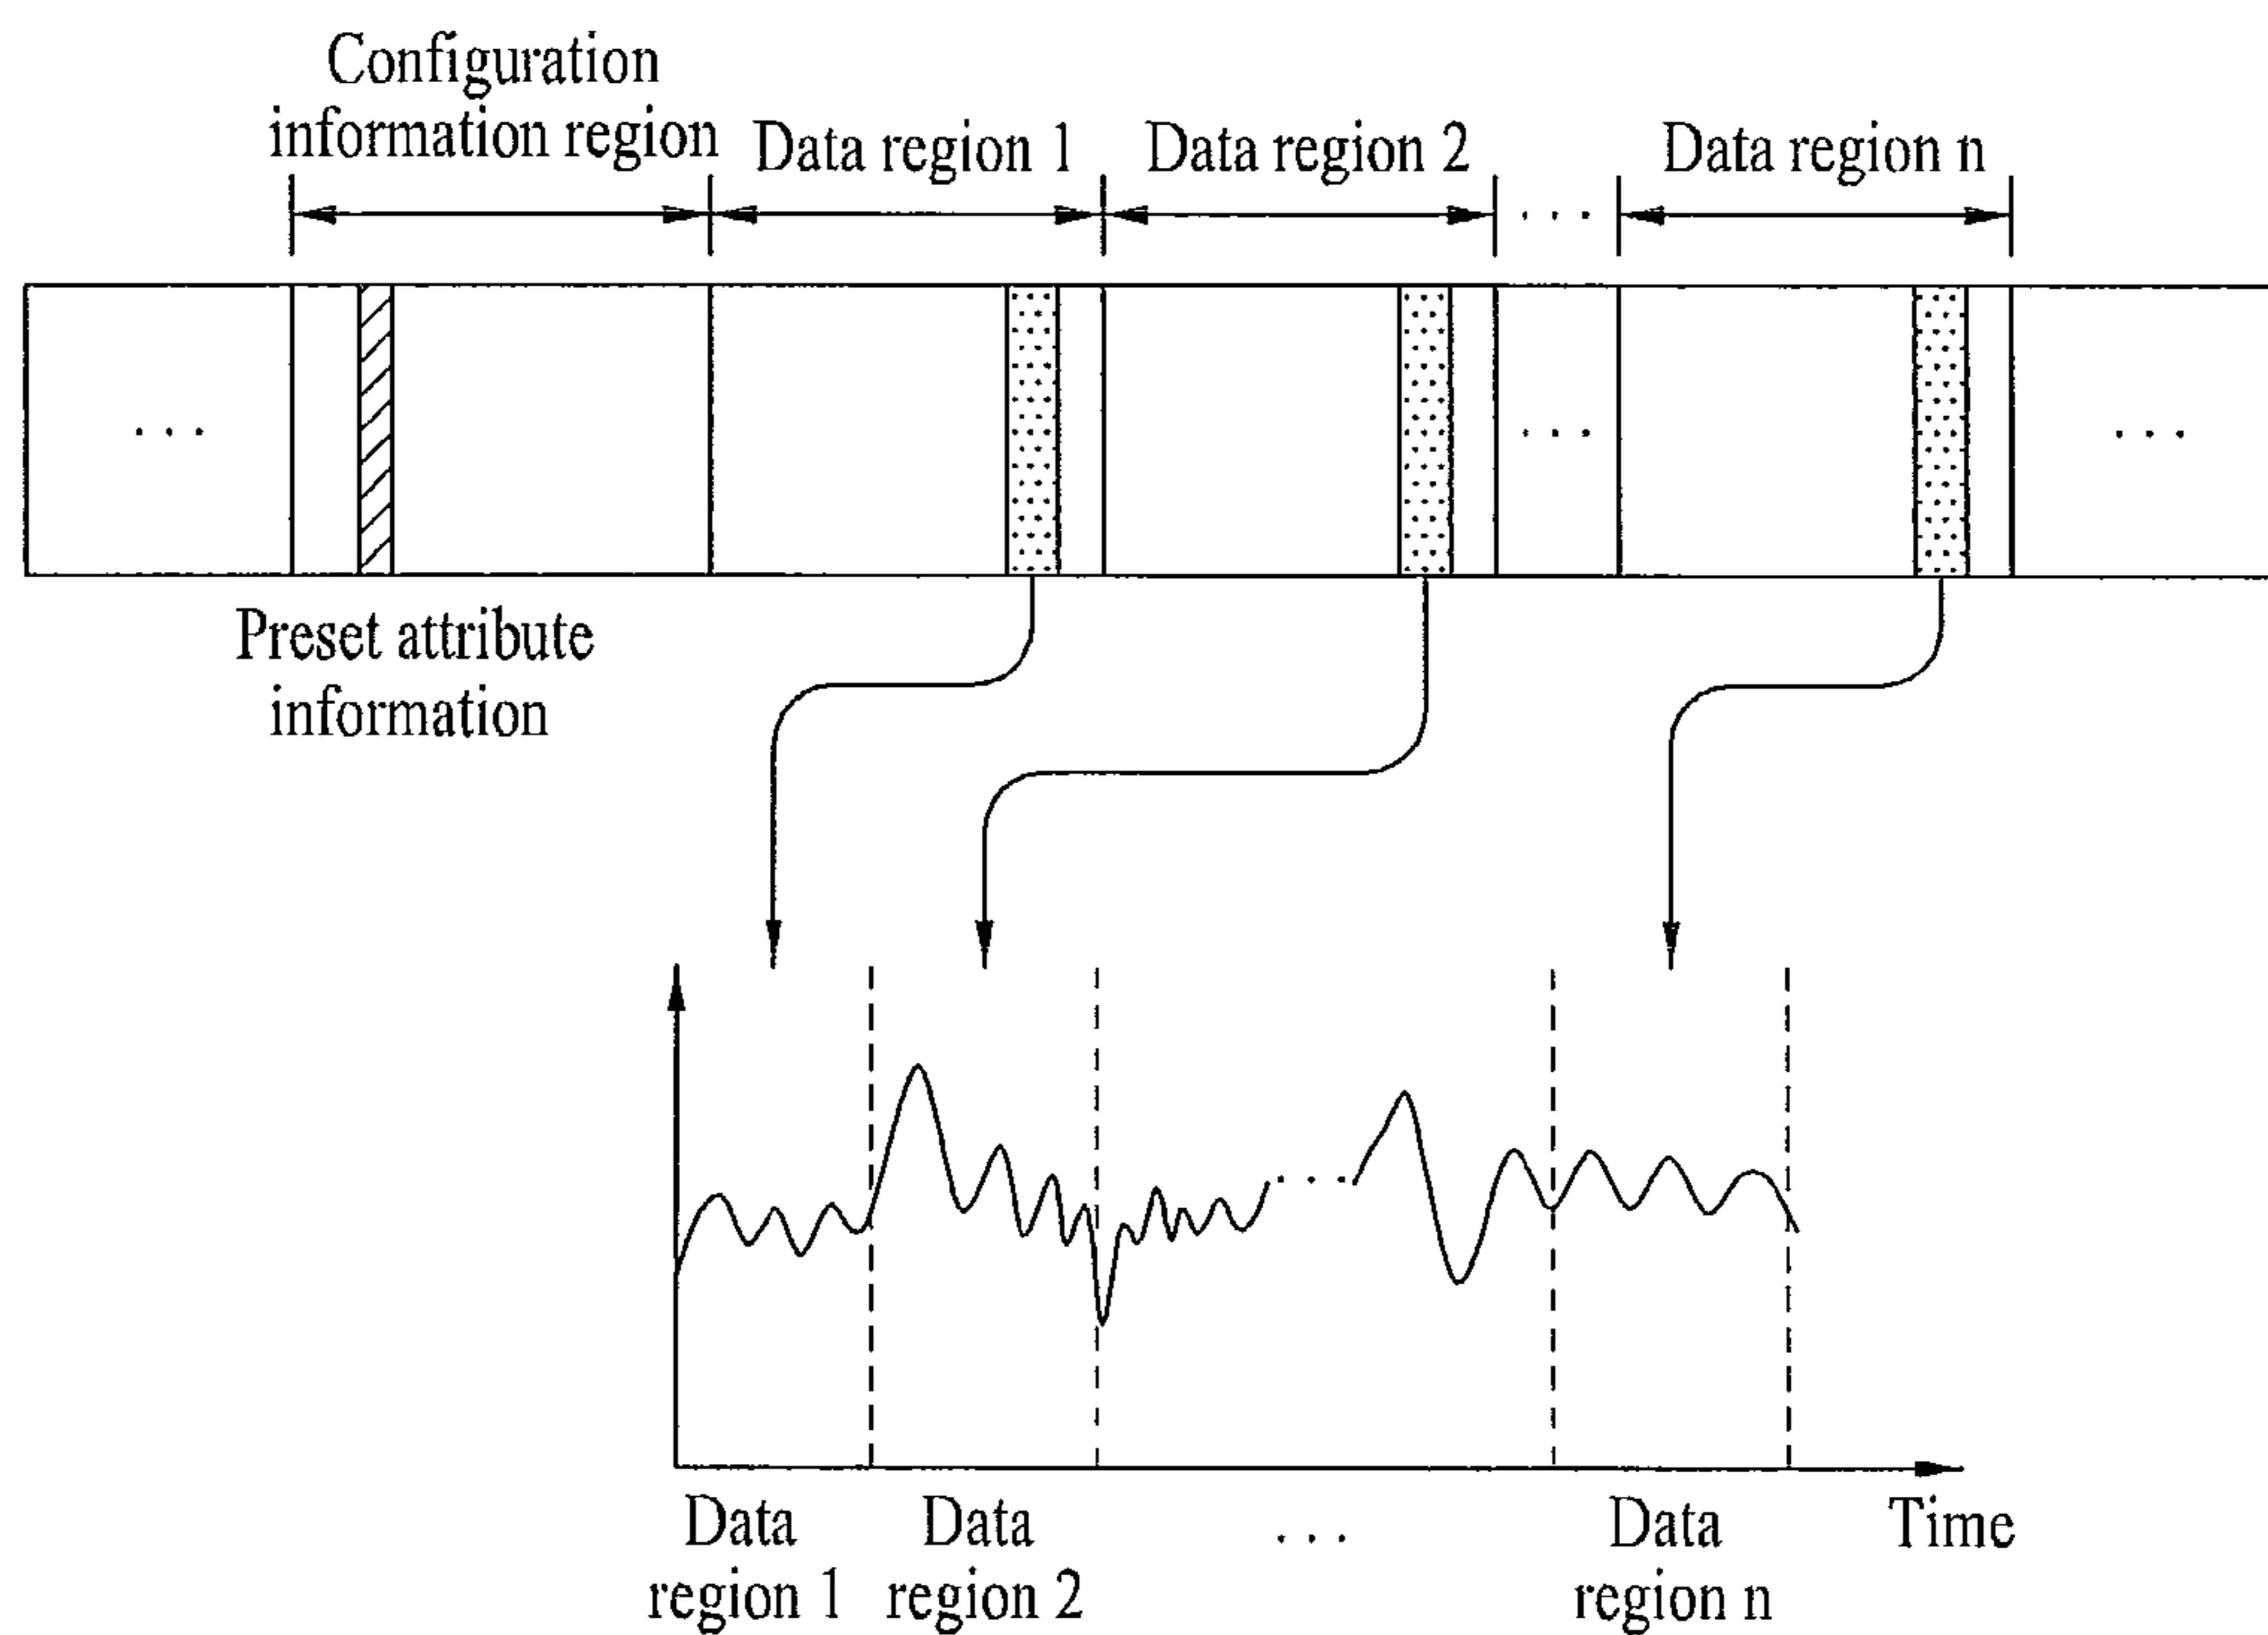 Configuration
information region
Data region 1
Data region 2
Data region n
. . .
. . .
. . .
. . .
Preset attribute
information
. . .
Data
region 1
Data
region 2
. . .
Data
region n
Time